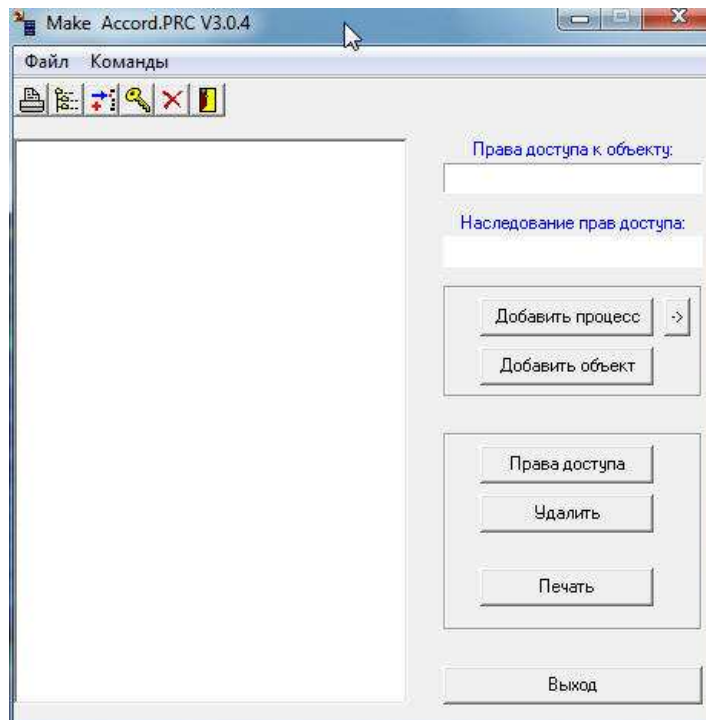 Make Accord.PRC V3.0.4
Файл Команды
Права доступа к объекту:
Наследование прав доступа:
Добавить процесс ->
Добавить объект
Права доступа
Удалить
Печать
Выход